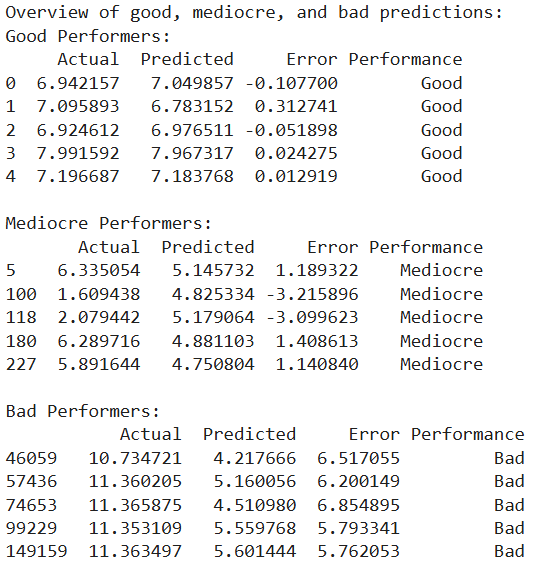 Overview of good, mediocre, and bad predictions:
Good Performers:
Actual Predicted Error Performance
0 6.942157 7.049857 -0.107700 Good
1 7.095893 6.783152 0.312741 Good
2 6.924612 6.976511 -0.051898 Good
3 7.991592 7.967317 0.024275 Good
4 7.196687 7.183768 0.012919 Good
Mediocre Performers:
Actual Predicted Error Performance
5 6.335054 5.145732 1.189322 Mediocre
100 1.609438 4.825334 -3.215896 Mediocre
118 2.079442 5.179064 -3.099623 Mediocre
180 6.289716 4.881103 1.408613 Mediocre
227 5.891644 4.750804 1.140840 Mediocre
Bad Performers:
Actual Predicted Error Performance
46059 10.734721 4.217666 6.517055 Bad
57436 11.360205 5.160056 6.200149 Bad
74653 11.365875 4.510980 6.854895 Bad
99229 11.353109 5.559768 5.793341 Bad
149159 11.363497 5.601444 5.762053 Bad